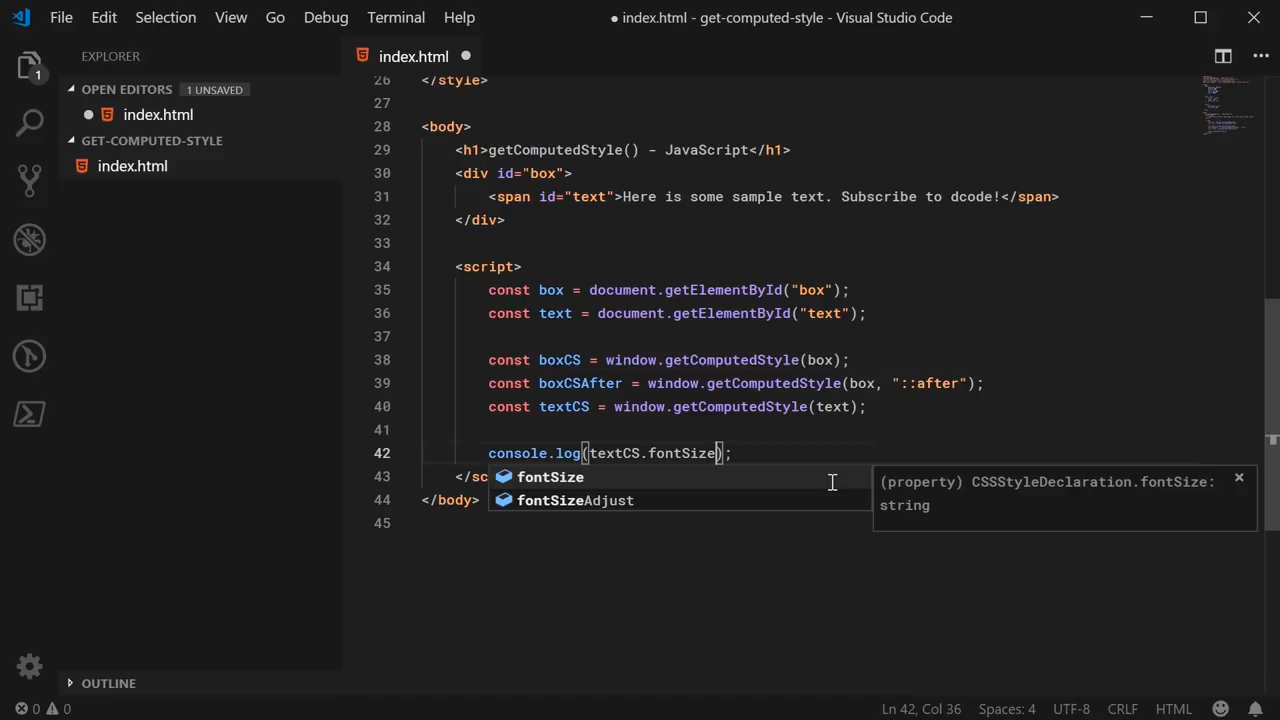 File Edit Selection View Go Debug Terminal Help
● index.html - get-computed-style - Visual Studio Code
EXPLORER
1
OPEN EDITORS 1 UNSAVED
index.html
GET-COMPUTED-STYLE
index.html
OUTLINE
index.html
26 </style>
27
28 <body>
29 <h1>getComputedStyle() - JavaScript</h1>
30 <div id="box">
31 <span id="text">Here is some sample text. Subscribe to dcode!</span>
32 </div>
33
34 <script>
35 const box = document.getElementById("box");
36 const text = document.getElementById("text");
37
38 const boxCS = window.getComputedStyle(box);
39 const boxCSAfter = window.getComputedStyle(box, "::after");
40 const textCS = window.getComputedStyle(text);
41
42 console.log(textCS.fontSize);
43 </sc
fontSize
44 </body>
fontSizeAdjust
45
(property) CSSStyleDeclaration.fontSize:
string
0 0
Ln 42, Col 36 Spaces: 4 UTF-8 CRLF HTML